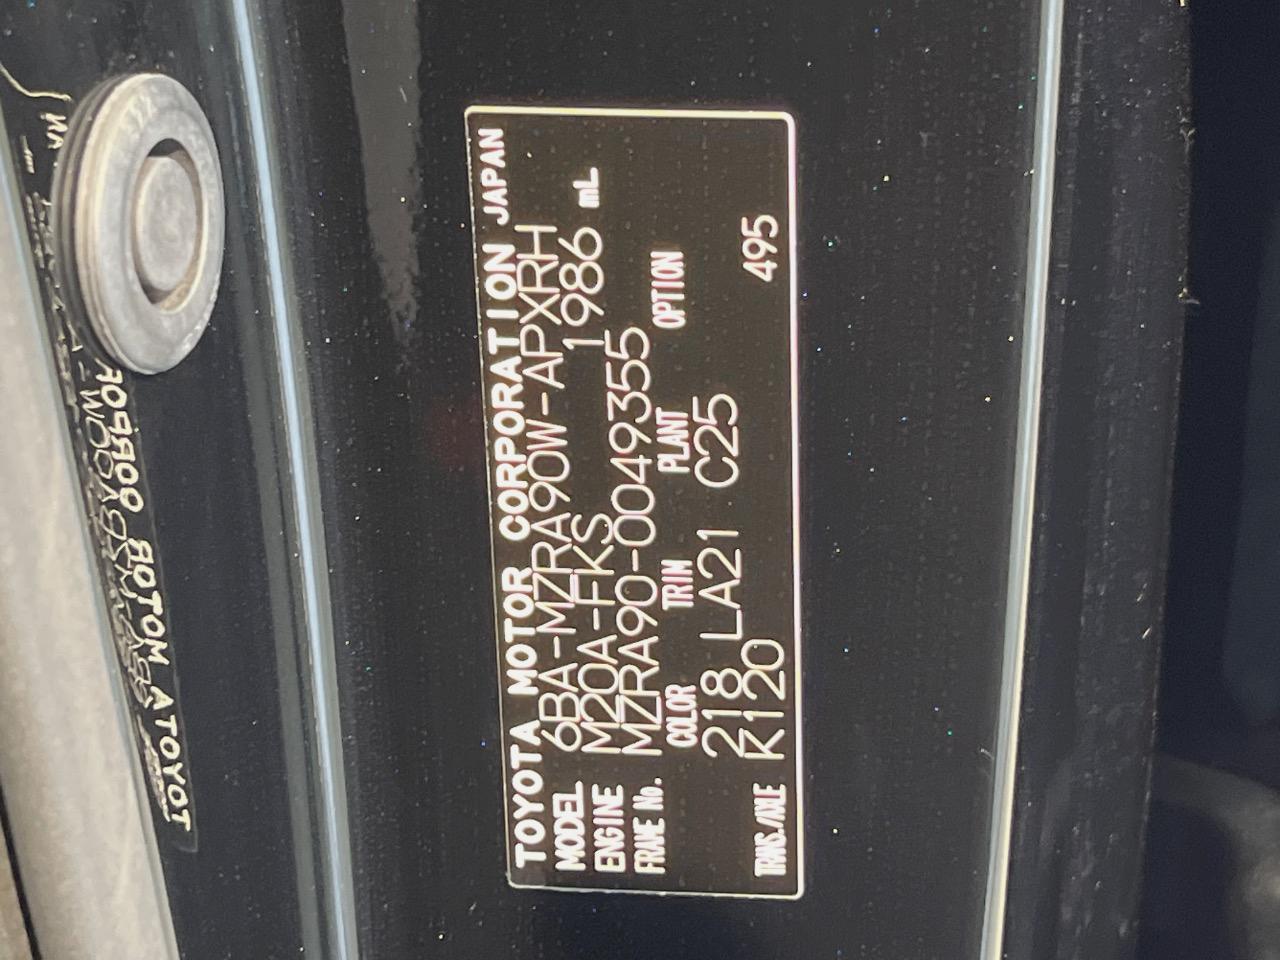 TOYOTA MOTOR CORPORATION JAPAN
MODEL 6BA-MZRA90W-APXRH
ENGINE M20A-FKS 1986 mL
FRAME No. MZRA90-0049355
COLOR TRIM PLANT OPTION
218 LA21 C25
TRANS./AXLE K120 495